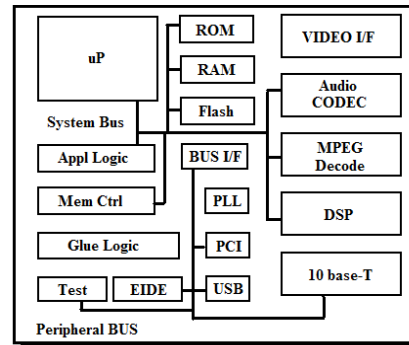 uP
ROM
VIDEO I/F
RAM
Audio
CODEC
Flash
System Bus
Appl Logic
BUS I/F
MPEG
Decode
Mem Ctrl
PLL
DSP
Glue Logic
PCI
10 base-T
Test
EIDE
USB
Peripheral BUS